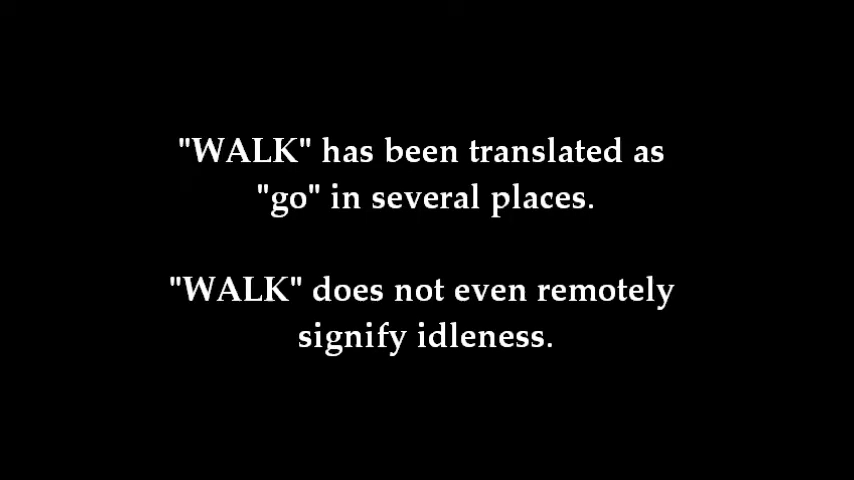 "WALK" has been translated as
"go" in several places.
"WALK" does not even remotely
signify idleness.